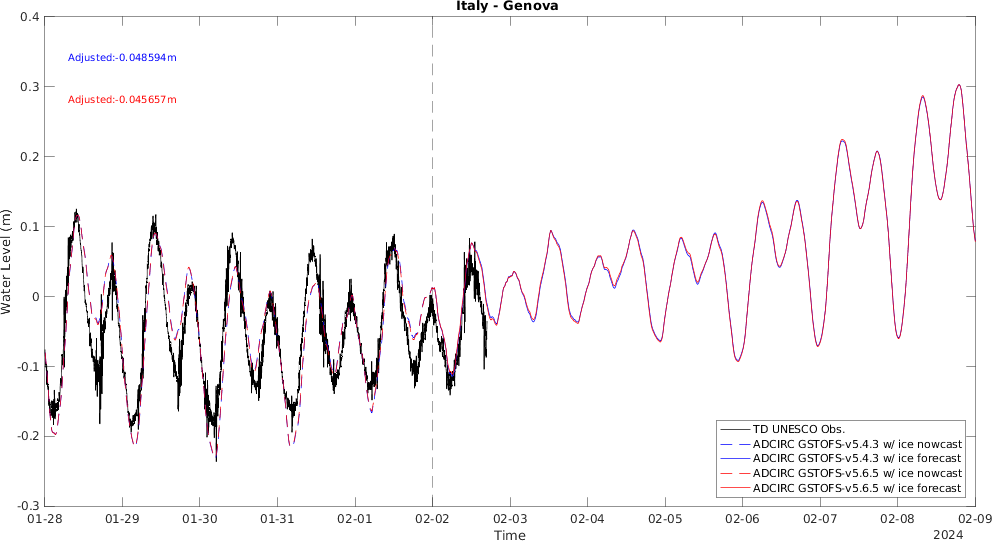 Italy - Genova
0.4
0.3
0.2
0.1
0
-0.1
-0.2
-0.3
Water Level (m)
Adjusted:-0.048594m
Adjusted:-0.045657m
TD UNESCO Obs.
ADCIRC GSTOFS-v5.4.3 w/ ice nowcast
ADCIRC GSTOFS-v5.4.3 w/ ice forecast
ADCIRC GSTOFS-v5.6.5 w/ ice nowcast
ADCIRC GSTOFS-v5.6.5 w/ ice forecast
01-28 01-29 01-30 01-31 02-01 02-02 02-03 02-04 02-05 02-06 02-07 02-08 02-09
Time
2024